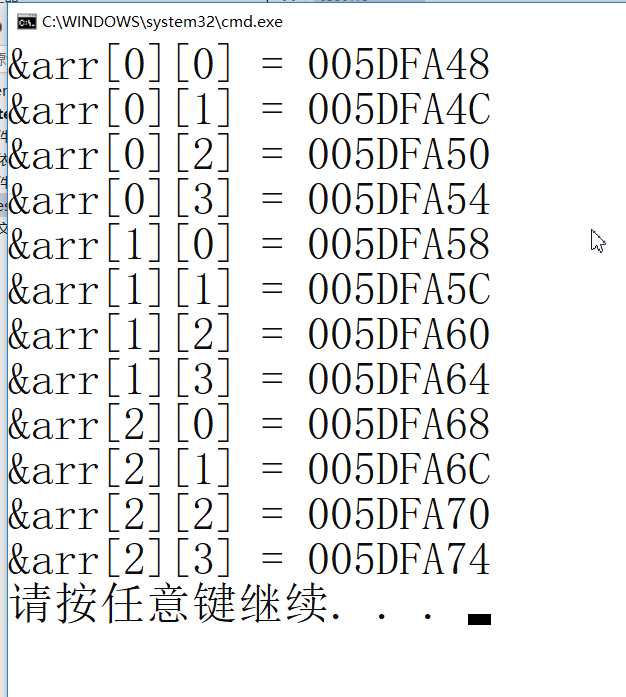 C:\WINDOWS\system32\cmd.exe
&arr[0][0] = 005DFA48
&arr[0][1] = 005DFA4C
&arr[0][2] = 005DFA50
&arr[0][3] = 005DFA54
&arr[1][0] = 005DFA58
&arr[1][1] = 005DFA5C
&arr[1][2] = 005DFA60
&arr[1][3] = 005DFA64
&arr[2][0] = 005DFA68
&arr[2][1] = 005DFA6C
&arr[2][2] = 005DFA70
&arr[2][3] = 005DFA74
请按任意键继续. . .